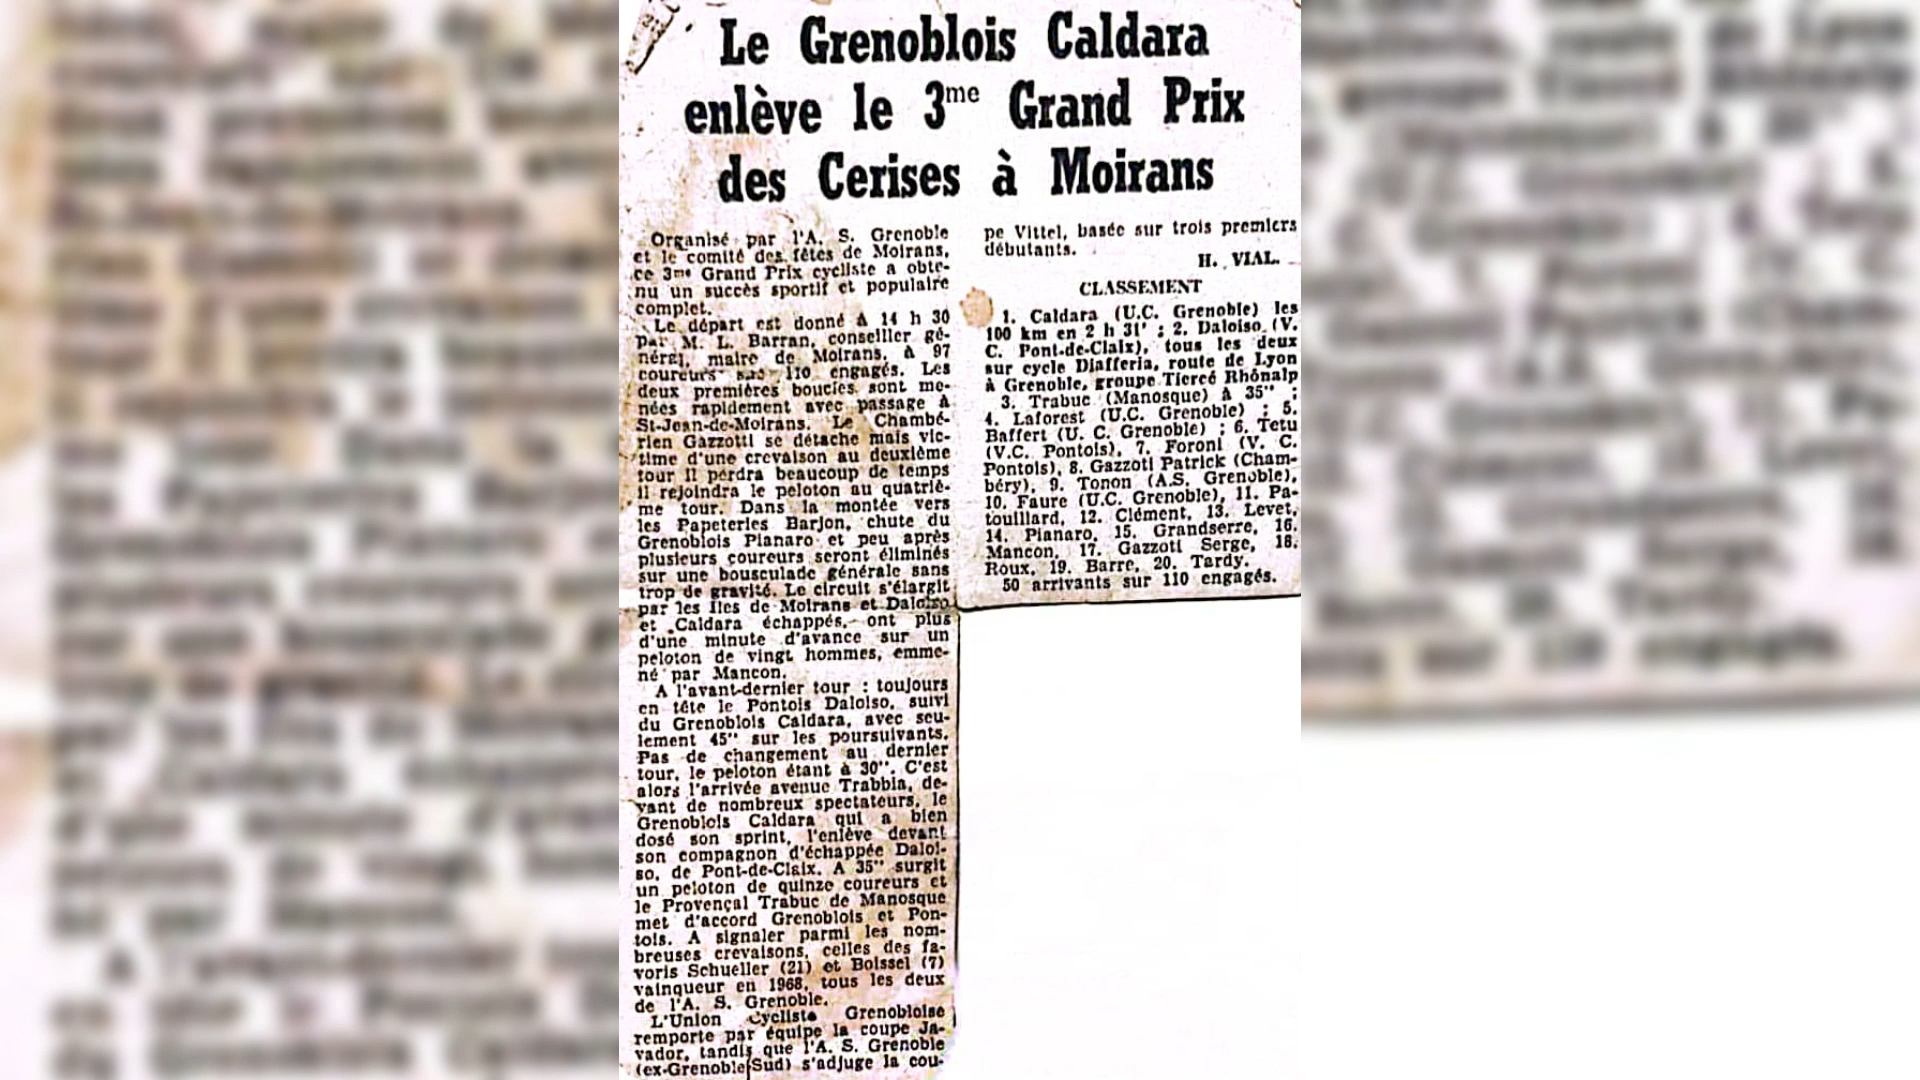 Le Grenoblois Caldara
enlève le 3me Grand Prix
des Cerises à Moirans
Organisé par l'A. S. Grenoble
et le comité des fêtes de Moirans,
ce 3me Grand Prix cycliste a obte-
nu un succès sportif et populaire
complet.
Le départ est donné à 14 h 30
par M. L. Barran, conseiller gé-
néral, maire de Moirans, à 97
coureurs sur 110 engagés. Les
deux premières boucles sont me-
nées rapidement avec passage à
St-Jean-de-Moirans. Le Chambé-
rien Gazzotti se détache mais vic-
time d'une crevaison au deuxième
tour il perdra beaucoup de temps
il rejoindra le peloton au quatriè-
me tour. Dans la montée vers
les Papeteries Barjon, chute du
Grenoblois Pianaro et peu après
plusieurs coureurs seront éliminés
sur une bousculade générale sans
trop de gravité. Le circuit s'élargit
par les Iles de Moirans et Daloiso
et Caldara échappés, ont plus
d'une minute d'avance sur un
peloton de vingt hommes, emme-
né par Mancon.
A l'avant-dernier tour : toujours
en tête le Pontois Daloiso, suivi
du Grenoblois Caldara, avec seu-
lement 45" sur les poursuivants.
Pas de changement au dernier
tour, le peloton étant à 30". C'est
alors l'arrivée avenue Trabbia, de-
vant de nombreux spectateurs, le
Grenoblois Caldara qui a bien
dosé son sprint, l'enlève devant
son compagnon d'échappée Daloi-
so, de Pont-de-Claix. A 35" surgit
un peloton de quinze coureurs et
le Provençal Trabuc de Manosque
met d'accord Grenoblois et Pon-
tois. A signaler parmi les nom-
breuses crevaisons, celles des fa-
voris Schueller (21) et Boissel (7)
vainqueur en 1968, tous les deux
de l'A. S. Grenoble.
L'Union Cycliste Grenobloise
remporte par équipe la coupe Ja-
vador, tandis que l'A. S. Grenoble
(ex-Grenoble Sud) s'adjuge la cou-
pe Vittel, basée sur trois premiers
débutants.
H. VIAL.
CLASSEMENT
1. Caldara (U.C. Grenoble) les
100 km en 2 h 31' ; 2. Daloiso (V.
C. Pont-de-Claix), tous les deux
sur cycle Diafferia, route de Lyon
à Grenoble, groupe Tiercé Rhônalp
3. Trabuc (Manosque) à 35" ;
4. Laforest (U.C. Grenoble) ; 5.
Baffert (U. C. Grenoble) ; 6. Tetu
(V.C. Pontois), 7. Foroni (V. C.
Pontois), 8. Gazzoti Patrick (Cham-
béry), 9. Tonon (A.S. Grenoble),
10. Faure (U.C. Grenoble), 11. Pa-
touillard, 12. Clément, 13. Levet,
14. Pianaro, 15. Grandserre, 16.
Mancon, 17. Gazzoti Serge, 18.
Roux, 19. Barre, 20. Tardy.
50 arrivants sur 110 engagés.